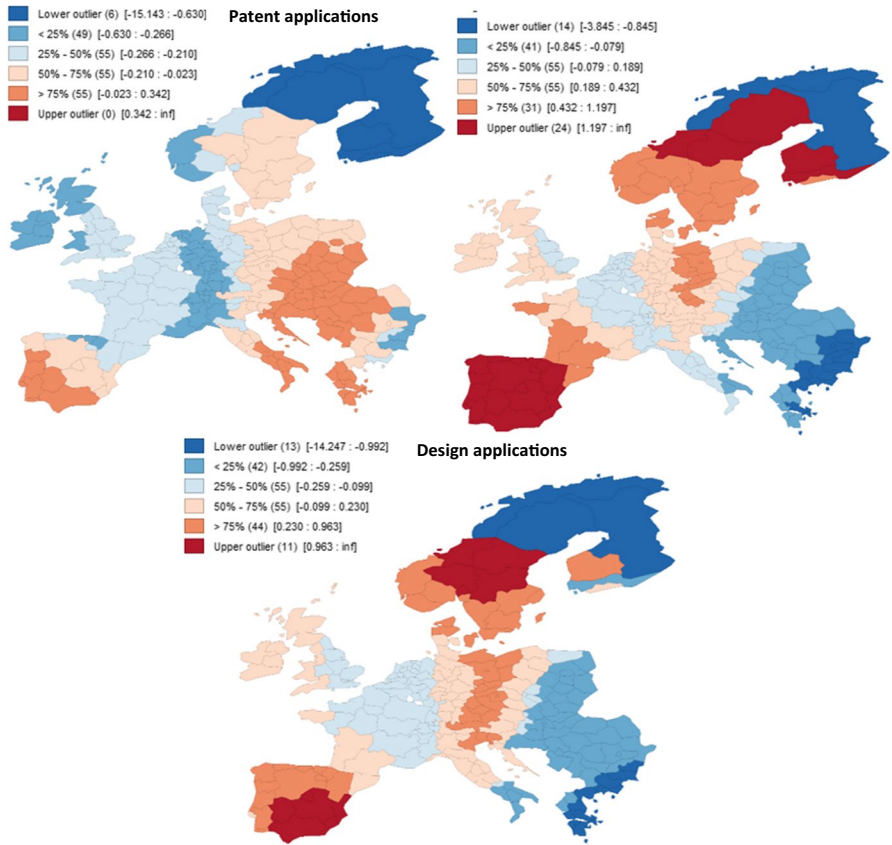 Patent applications
Lower outlier (6) [-15.143 : -0.630]
< 25% (49) [-0.630 : -0.266]
25% - 50% (55) [-0.266 : -0.210]
50% - 75% (55) [-0.210 : -0.023]
> 75% (55) [-0.023 : 0.342]
Upper outlier (0) [0.342 : inf]
Lower outlier (14) [-3.845 : -0.845]
< 25% (41) [-0.845 : -0.079]
25% - 50% (55) [-0.079 : 0.189]
50% - 75% (55) [0.189 : 0.432]
> 75% (31) [0.432 : 1.197]
Upper outlier (24) [1.197 : inf]
Design applications
Lower outlier (13) [-14.247 : -0.992]
< 25% (42) [-0.992 : -0.259]
25% - 50% (55) [-0.259 : -0.099]
50% - 75% (55) [-0.099 : 0.230]
> 75% (44) [0.230 : 0.963]
Upper outlier (11) [0.963 : inf]